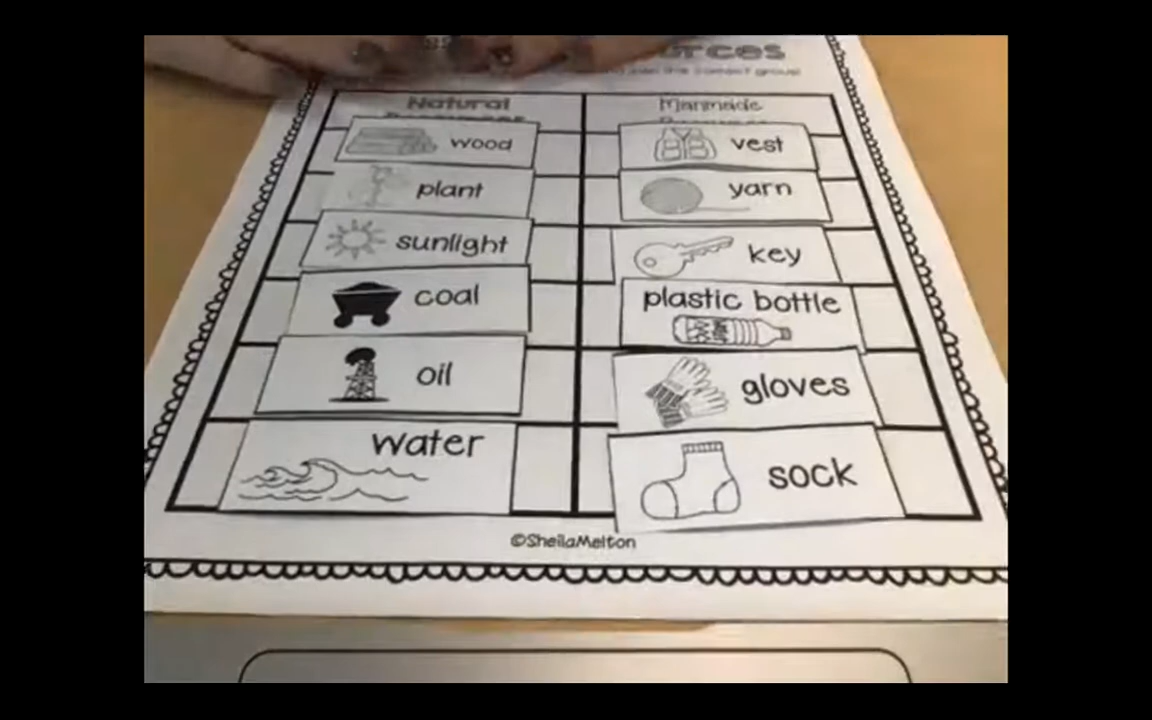 Natural
Manmade
wood
vest
plant
yarn
sunlight
key
coal
plastic bottle
oil
gloves
water
sock
©SheilaMelton